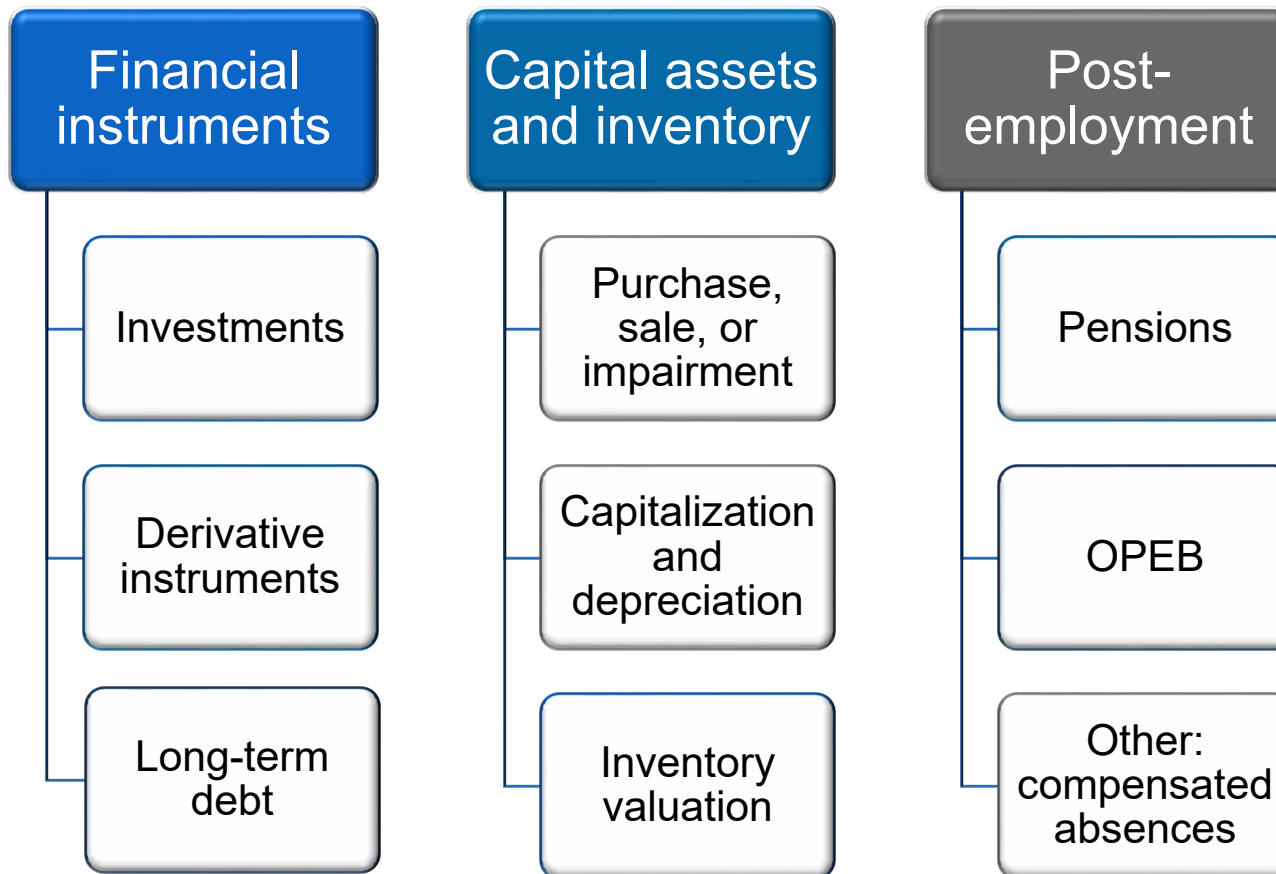 Financial
instruments
Investments
Derivative
instruments
Long-term
debt
Capital assets
and inventory
Purchase,
sale, or
impairment
Capitalization
and
depreciation
Inventory
valuation
Post-
employment
Pensions
OPEB
Other:
compensated
absences